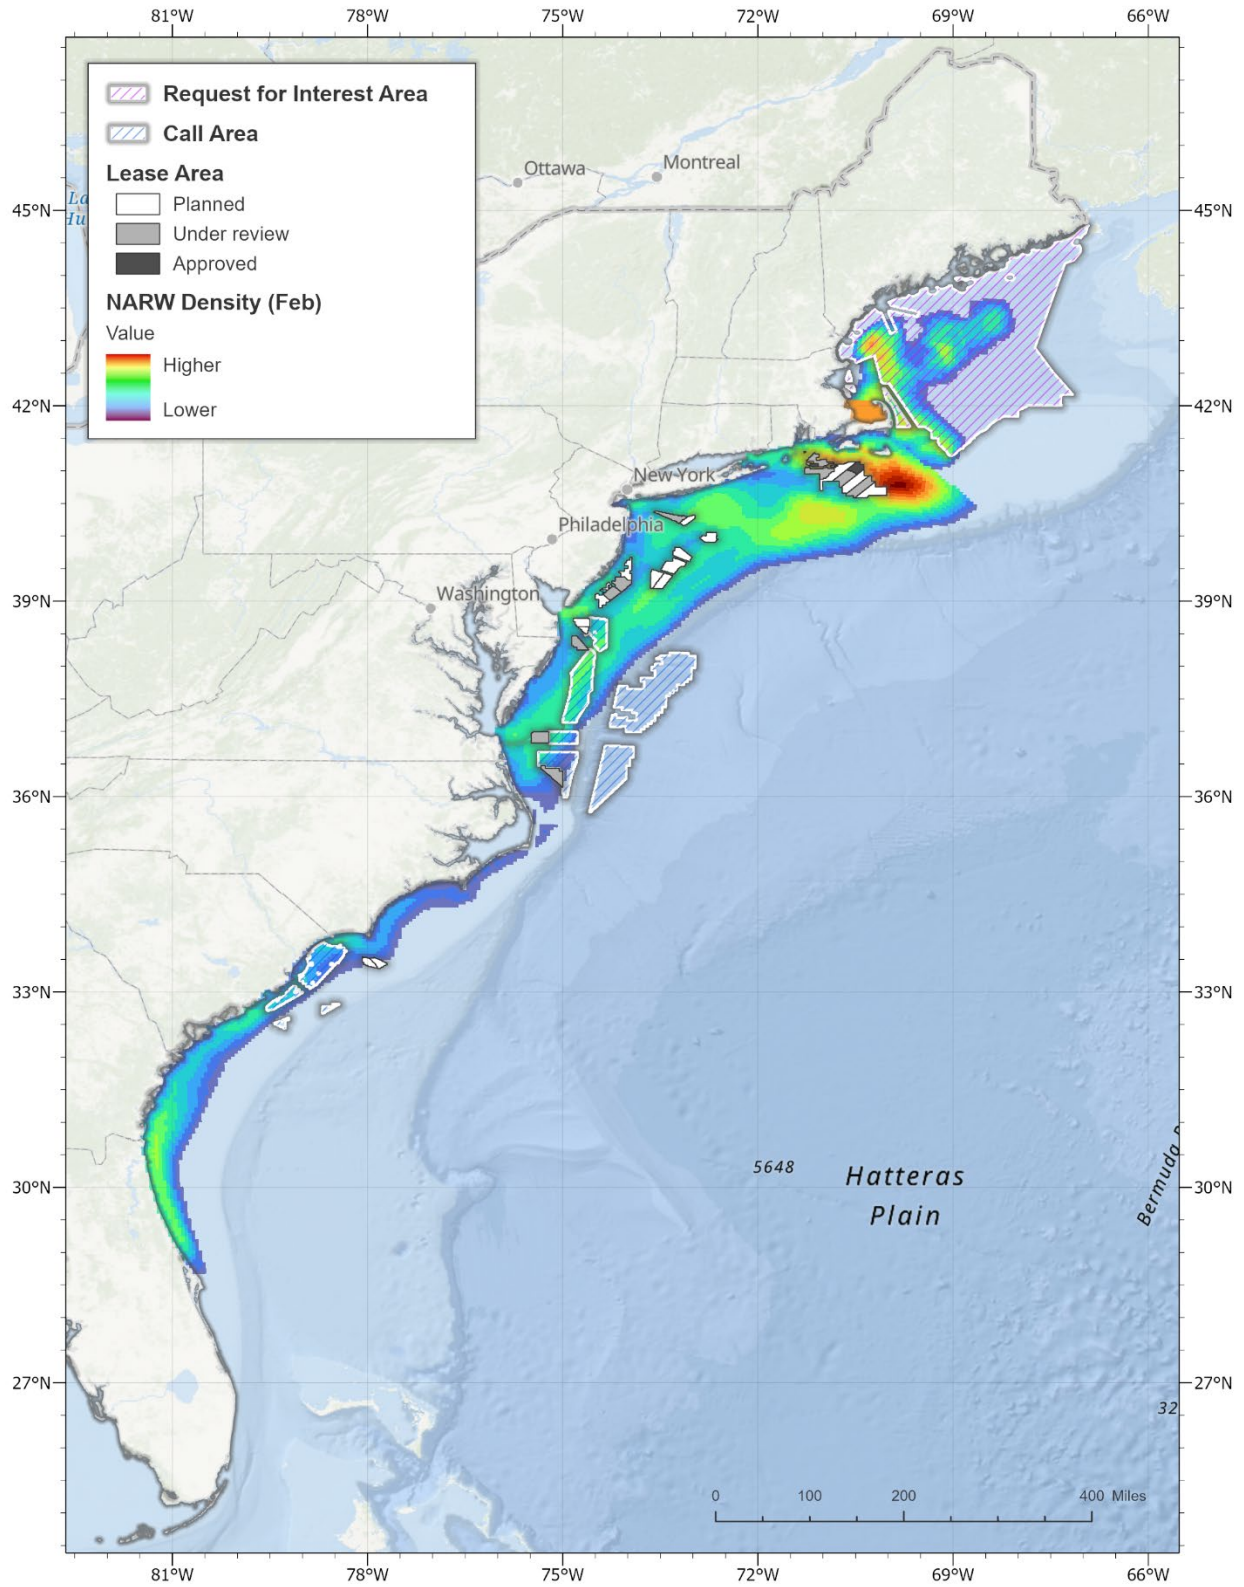 81°W 78°W 75°W 72°W 69°W 66°W
Request for Interest Area
Call Area
Lease Area
Planned
Under review
Approved
NARW Density (Feb)
Value
Higher
Lower
Ottawa
Montreal
La
Hu
45°N 45°N
42°N 42°N
New York
Philadelphia
Washington
39°N 39°N
36°N 36°N
33°N 33°N
5648
Hatteras
Plain
Bermuda
30°N 30°N
27°N 27°N
32
0 100 200 400 Miles
81°W 78°W 75°W 72°W 69°W 66°W